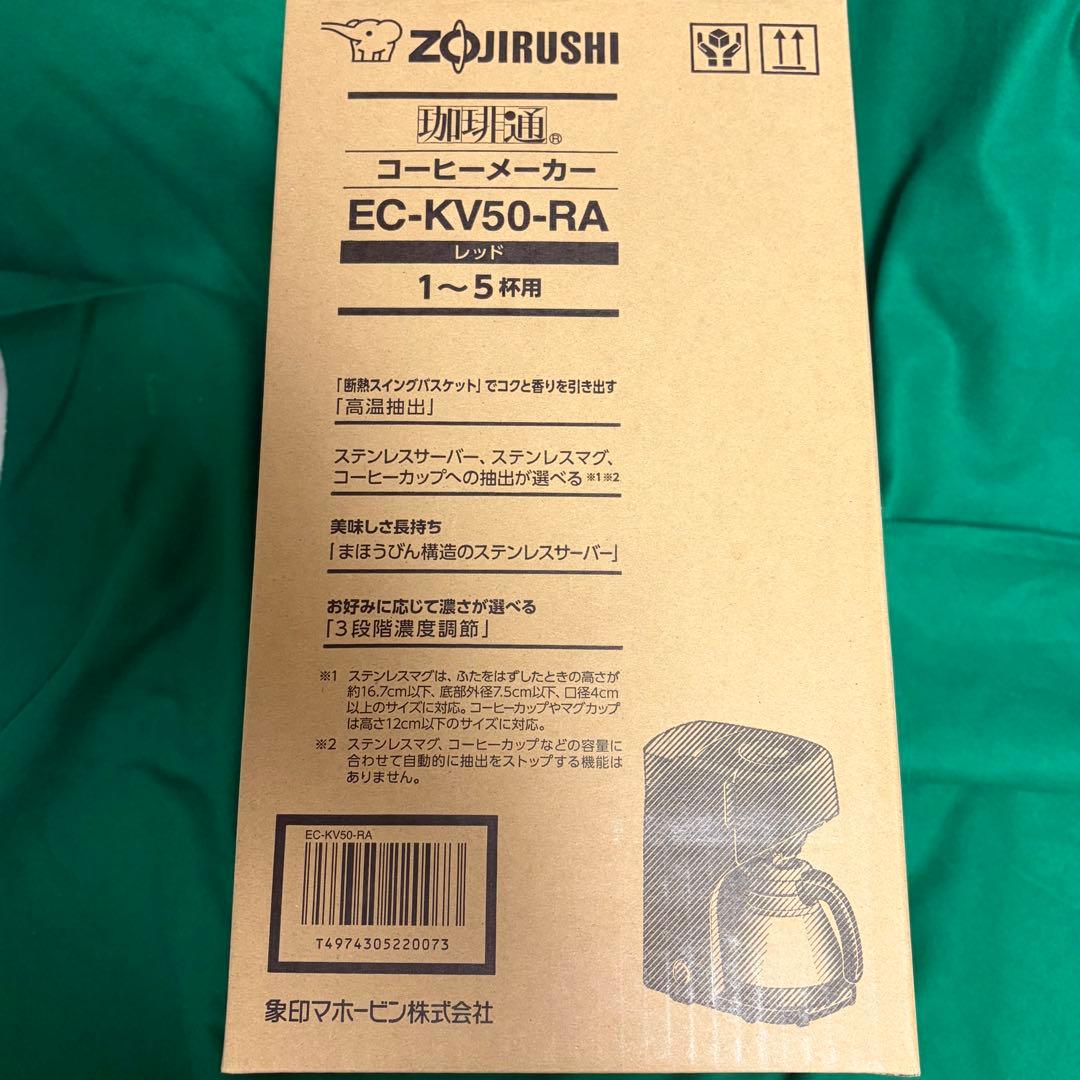 ZOJIRUSHI
珈琲通®
コーヒーメーカー
EC-KV50-RA
レッド
1～5杯用
「断熱スイングバスケット」でコクと香りを引き出す
「高温抽出」
ステンレスサーバー、ステンレスマグ、
コーヒーカップへの抽出が選べる※1※2
美味しさ長持ち
「まほうびん構造のステンレスサーバー」
お好みに応じて濃さが選べる
「3段階濃度調節」
※1 ステンレスマグは、ふたをはずしたときの高さが
約16.7cm以下、底部外径7.5cm以下、口径4cm
以上のサイズに対応。コーヒーカップやマグカップ
は高さ12cm以下のサイズに対応。
※2 ステンレスマグ、コーヒーカップなどの容量に
合わせて自動的に抽出をストップする機能は
ありません。
EC-KV50-RA
T4974305220073
象印マホービン株式会社